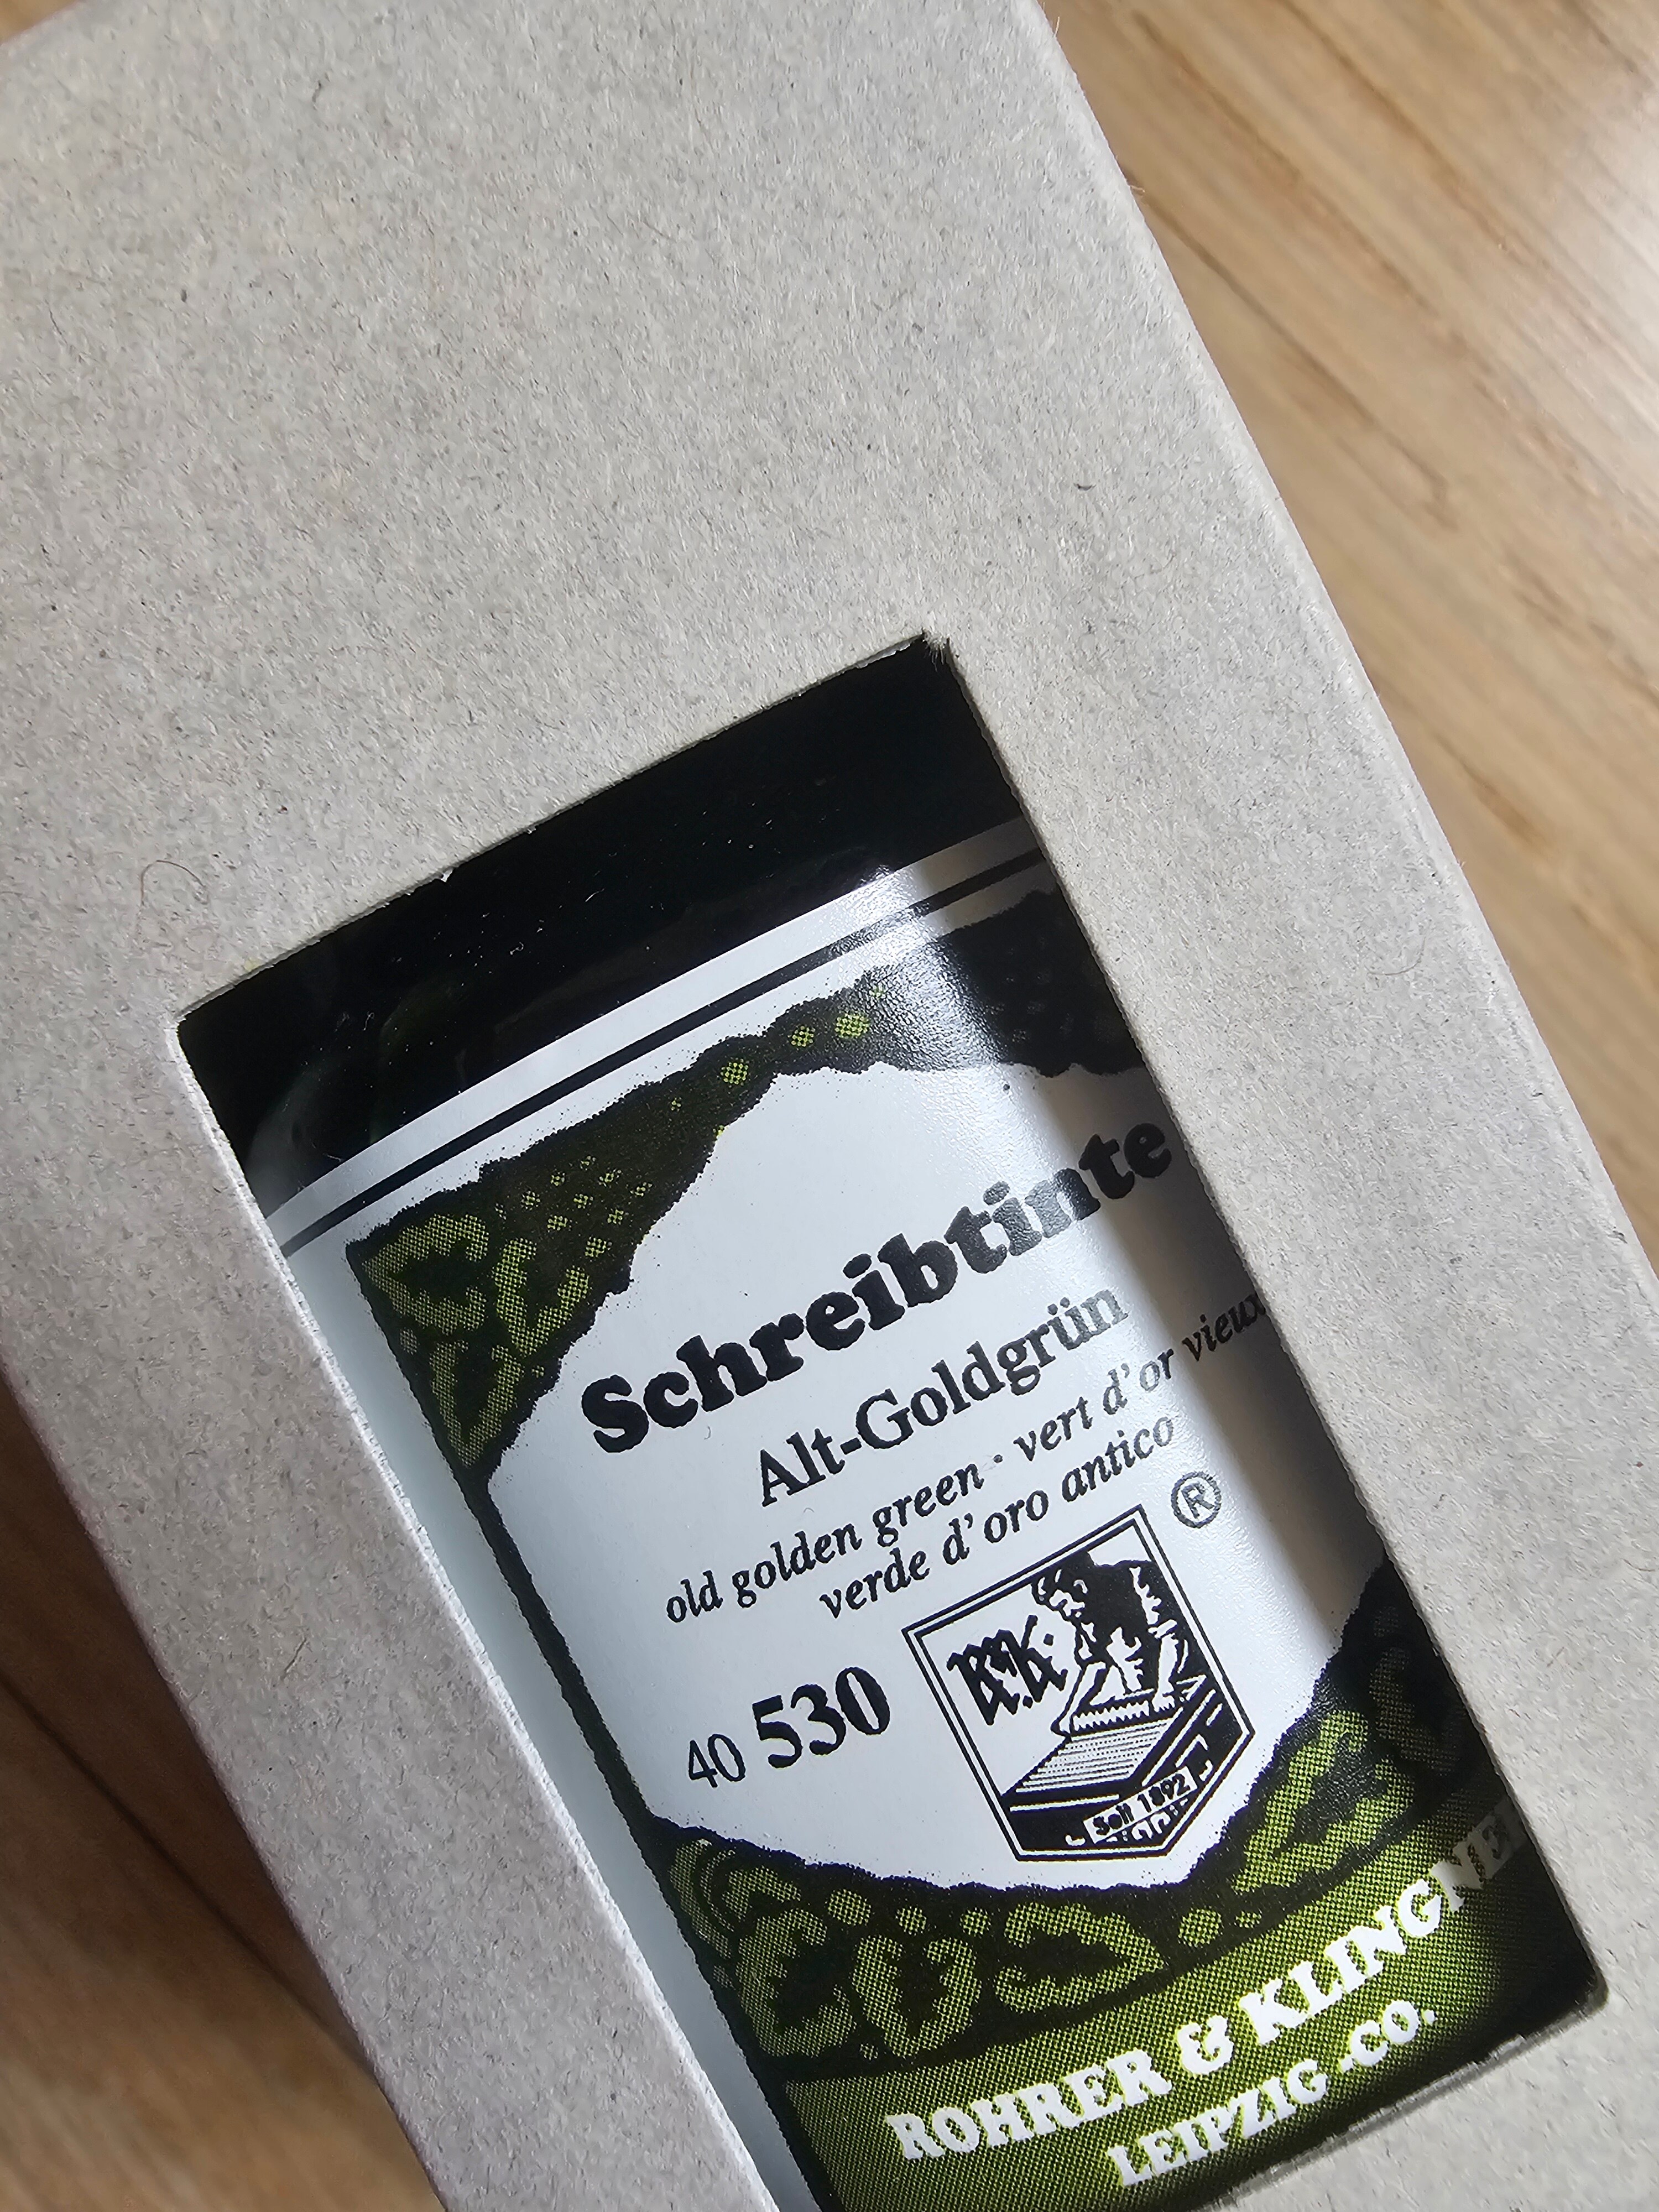 Schreibtinte
Alt-Goldgrün
old golden green · vert d'or vieux
verde d'oro antico
®
R&K.
40 530
Seit 1892
ROHRER & KLINGNER
LEIPZIG .CO.